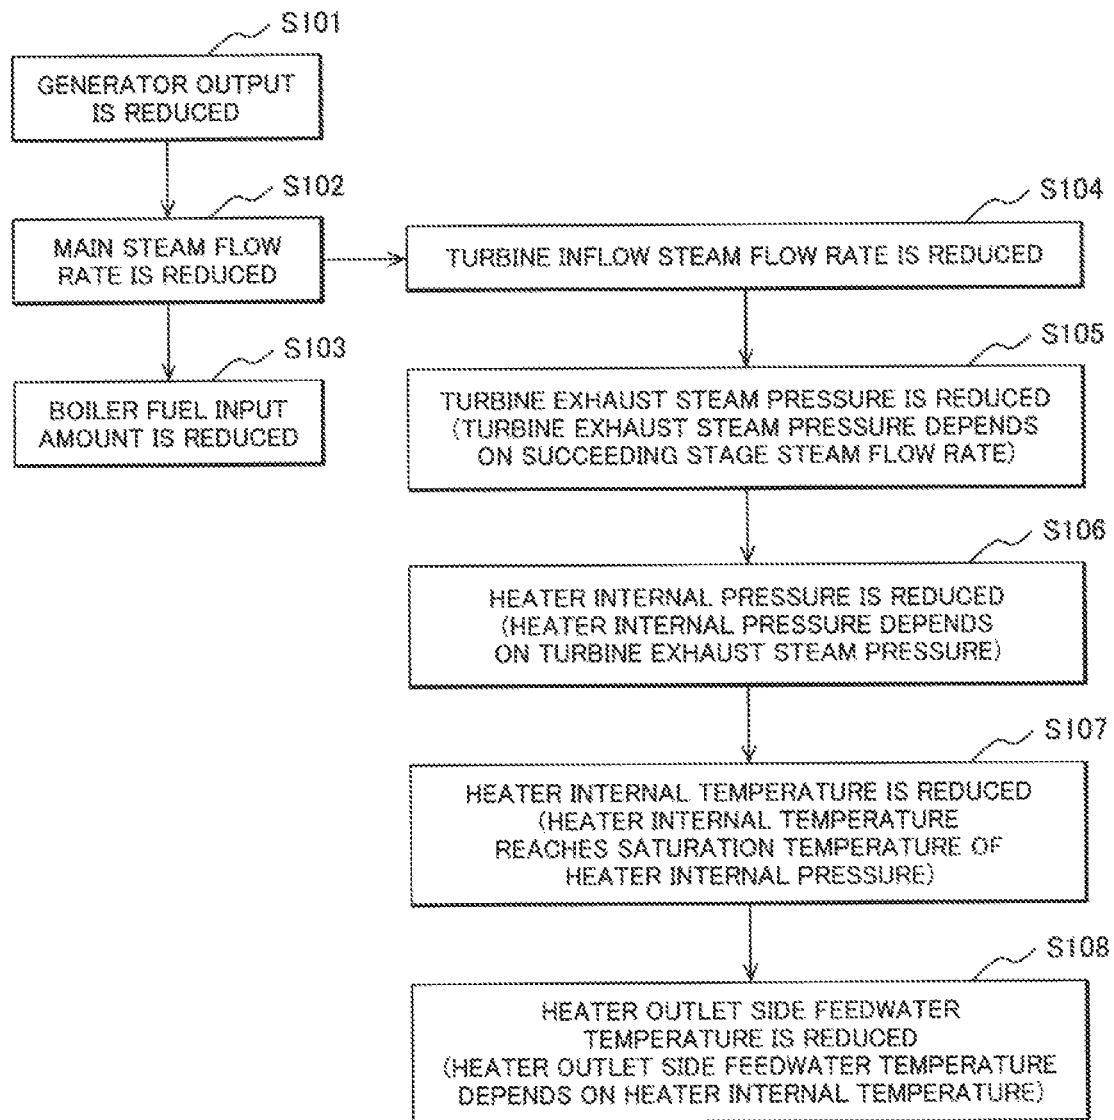 S101
GENERATOR OUTPUT
IS REDUCED
S102
MAIN STEAM FLOW
RATE IS REDUCED
S103
BOILER FUEL INPUT
AMOUNT IS REDUCED
S104
TURBINE INFLOW STEAM FLOW RATE IS REDUCED
S105
TURBINE EXHAUST STEAM PRESSURE IS REDUCED
(TURBINE EXHAUST STEAM PRESSURE DEPENDS
ON SUCCEEDING STAGE STEAM FLOW RATE)
S106
HEATER INTERNAL PRESSURE IS REDUCED
(HEATER INTERNAL PRESSURE DEPENDS
ON TURBINE EXHAUST STEAM PRESSURE)
S107
HEATER INTERNAL TEMPERATURE IS REDUCED
(HEATER INTERNAL TEMPERATURE
REACHES SATURATION TEMPERATURE OF
HEATER INTERNAL PRESSURE)
S108
HEATER OUTLET SIDE FEEDWATER
TEMPERATURE IS REDUCED
(HEATER OUTLET SIDE FEEDWATER TEMPERATURE
DEPENDS ON HEATER INTERNAL TEMPERATURE)